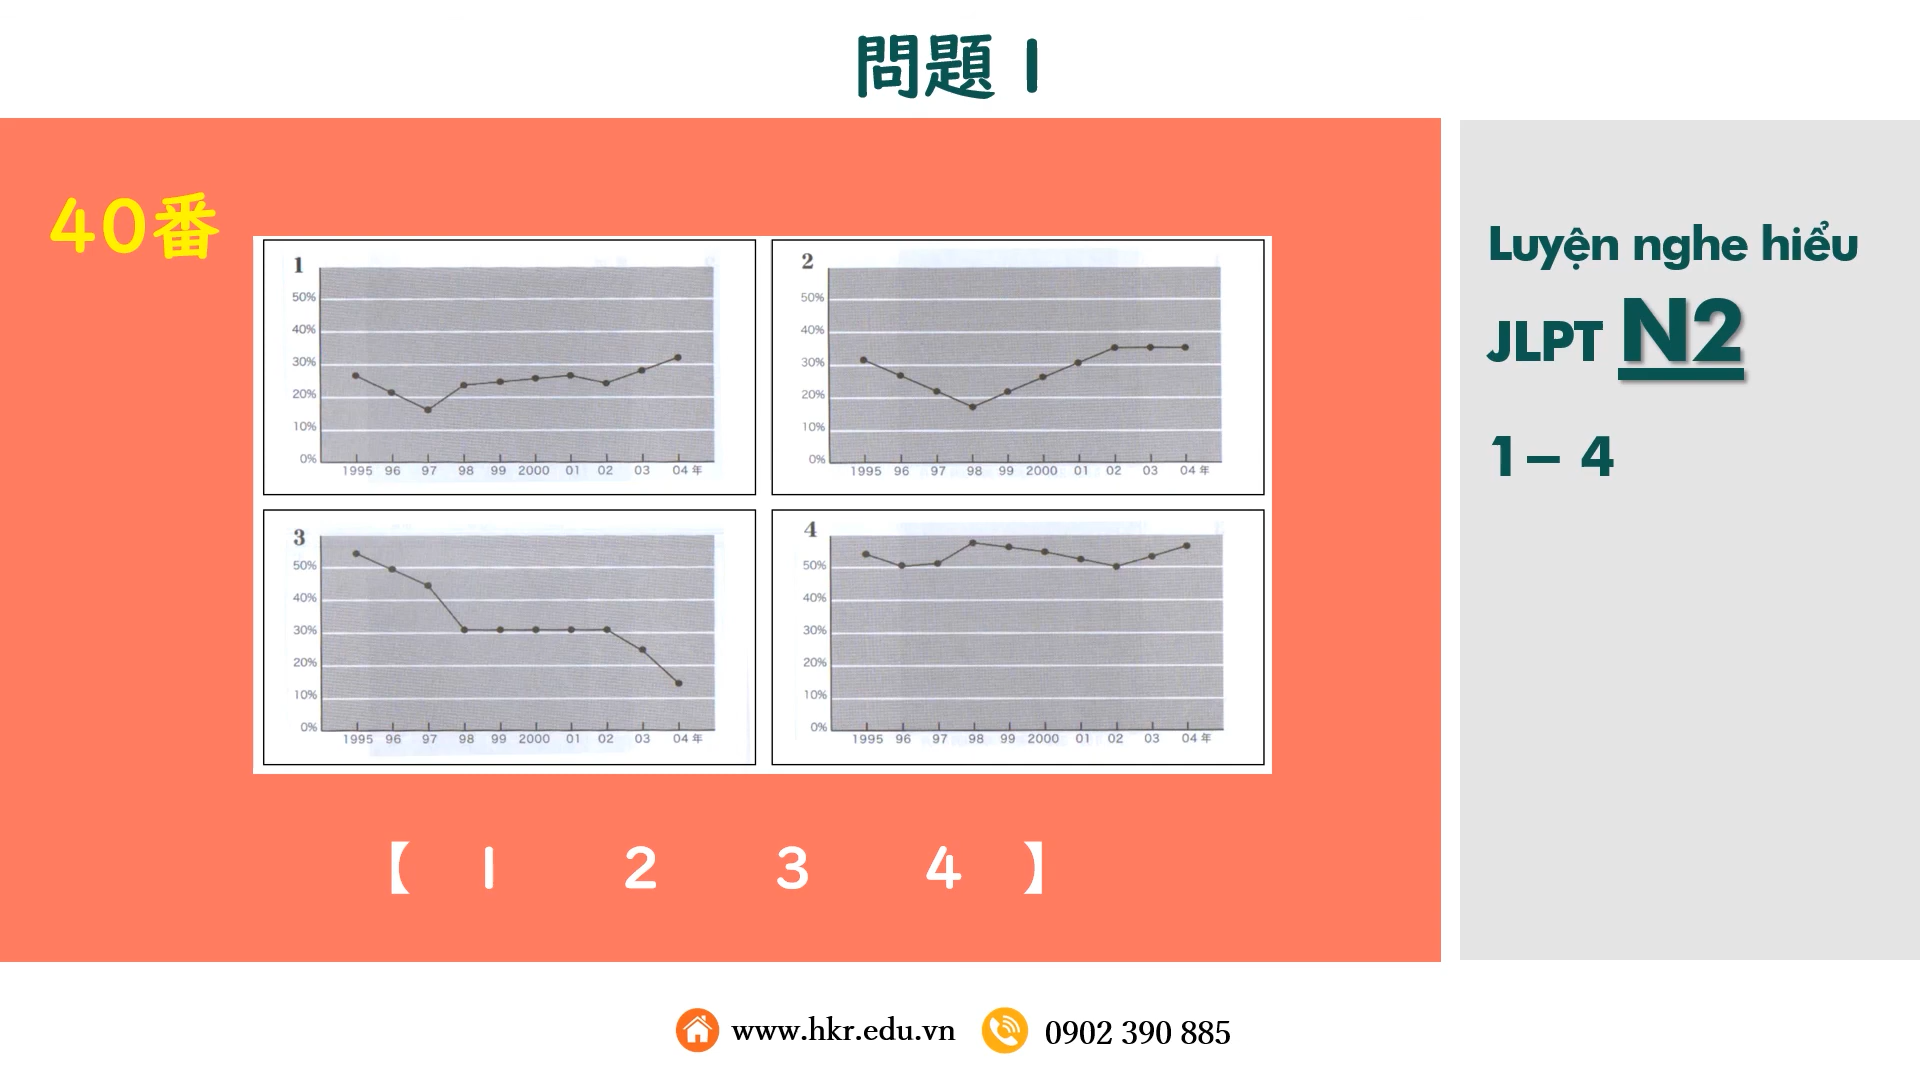 問題 1
40番
1
50%
40%
30%
20%
10%
0%
1995 96 97 98 99 2000 01 02 03 04 年
2
50%
40%
30%
20%
10%
0%
1995 96 97 98 99 2000 01 02 03 04 年
3
50%
40%
30%
20%
10%
0%
1995 96 97 98 99 2000 01 02 03 04 年
4
50%
40%
30%
20%
10%
0%
1995 96 97 98 99 2000 01 02 03 04 年
【 1 2 3 4 】
Luyện nghe hiểu
JLPT N2
1– 4
www.hkr.edu.vn 0902 390 885